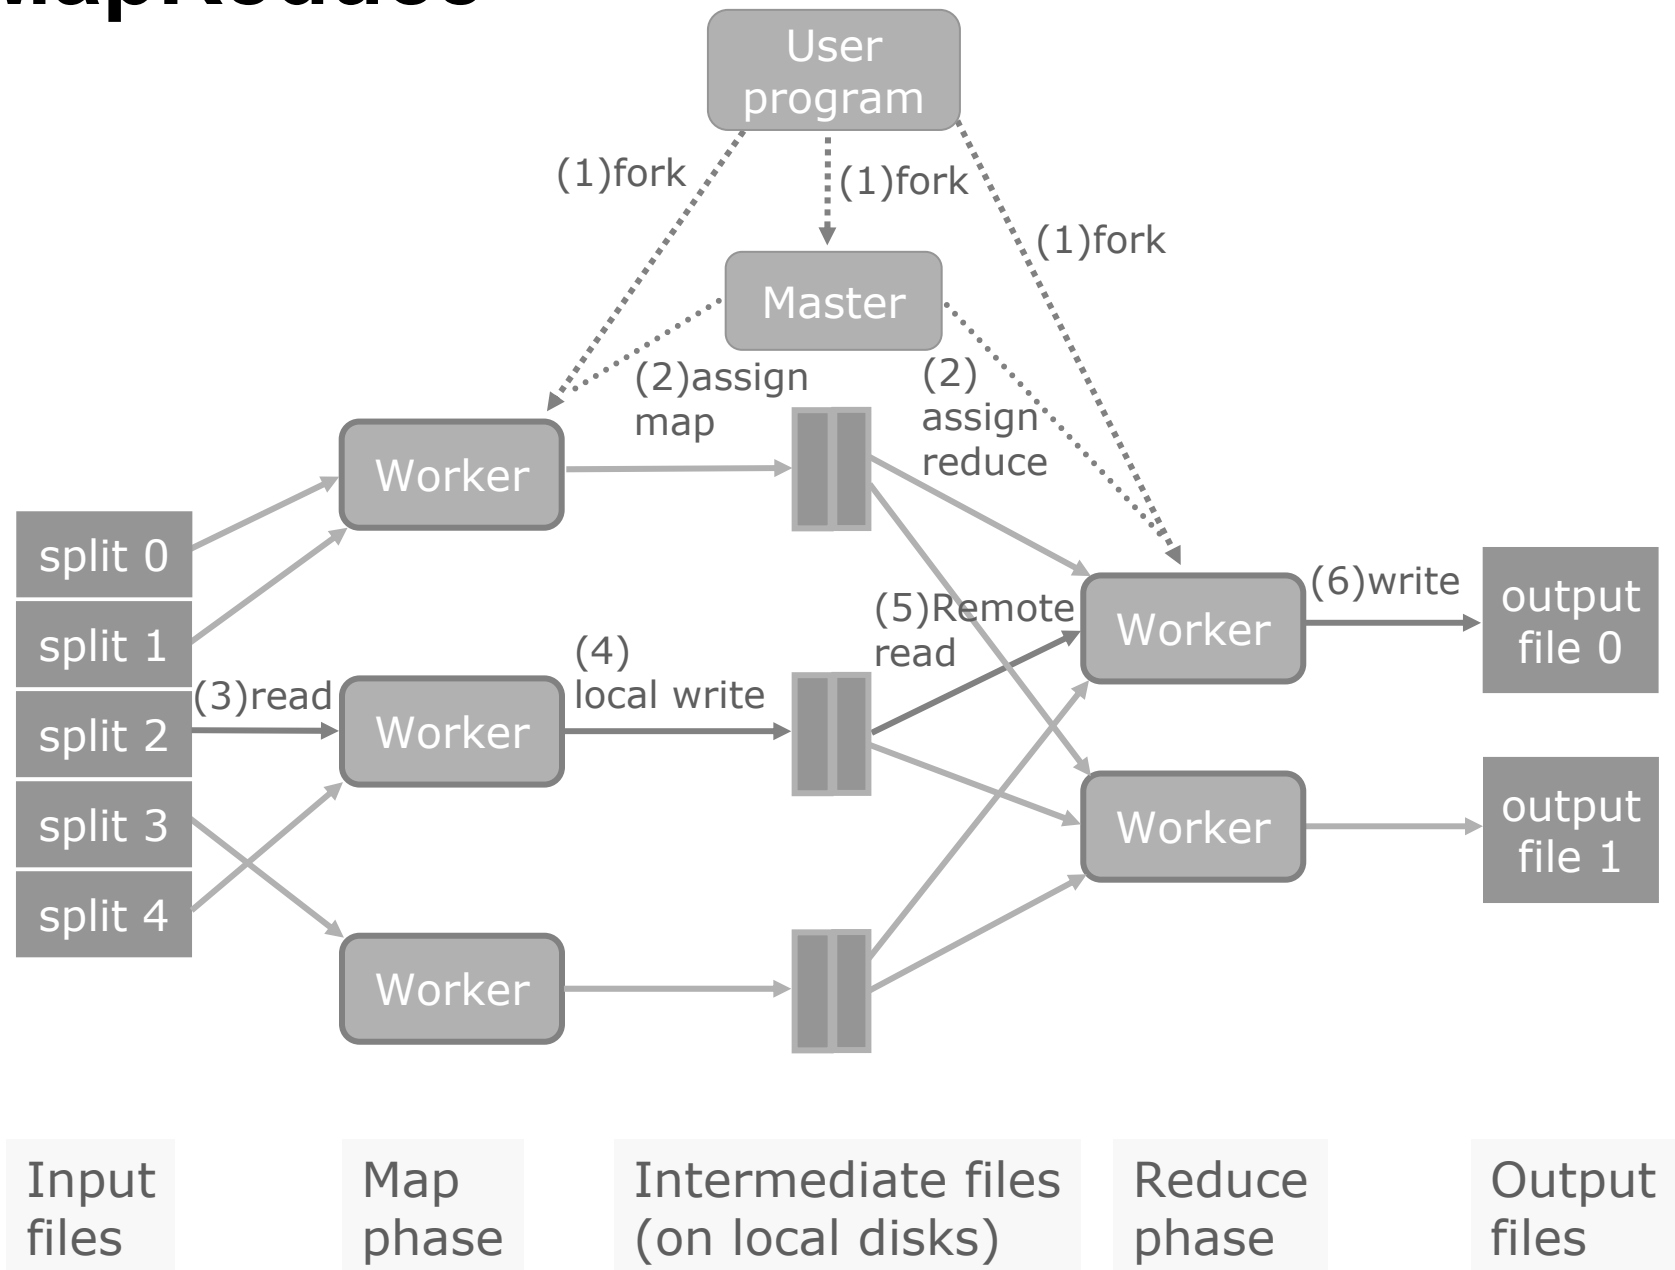 MapReduce
User
program
(1)fork
(1)fork
(1)fork
Master
(2)assign
map
(2)
assign
reduce
Worker
split 0
split 1
split 2
split 3
split 4
(3)read
Worker
(4)
local write
(5)Remote
read
Worker
(6)write
output
file 0
Worker
output
file 1
Worker
Input
files
Map
phase
Intermediate files
(on local disks)
Reduce
phase
Output
files